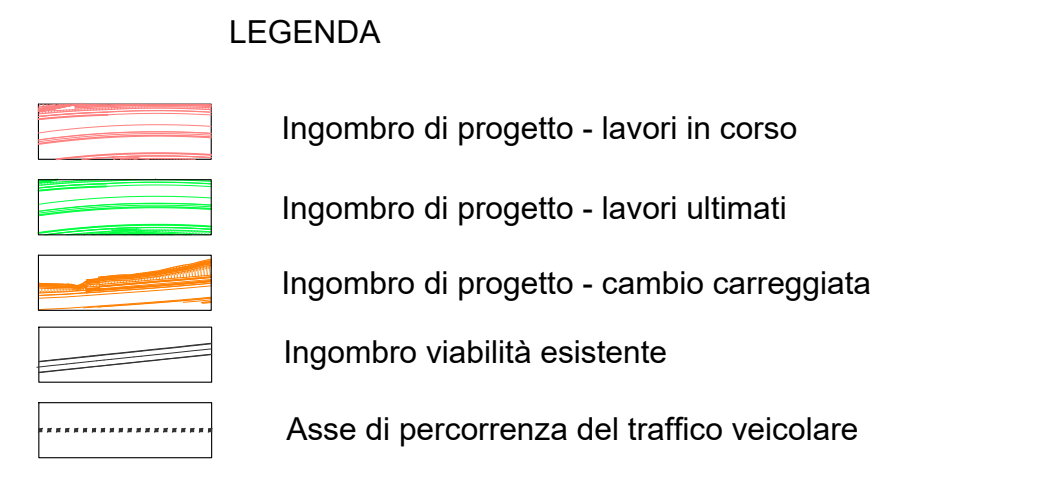 LEGENDA
Ingombro di progetto - lavori in corso
Ingombro di progetto - lavori ultimati
Ingombro di progetto - cambio carreggiata
Ingombro viabilità esistente
Asse di percorrenza del traffico veicolare